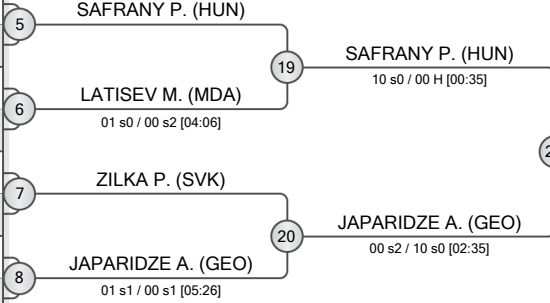 SAFRANY P. (HUN)
5
19
SAFRANY P. (HUN)
10 s0 / 00 H [00:35]
LATISEV M. (MDA)
6
01 s0 / 00 s2 [04:06]
ZILKA P. (SVK)
7
20
JAPARIDZE A. (GEO)
00 s2 / 10 s0 [02:35]
JAPARIDZE A. (GEO)
8
01 s1 / 00 s1 [05:26]